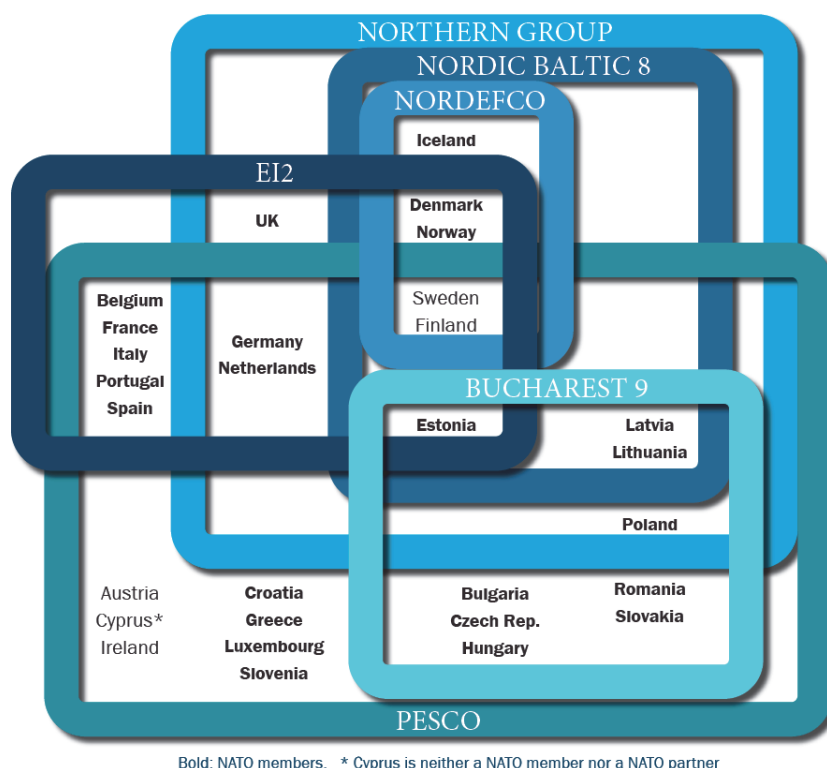 NORTHERN GROUP
NORDIC BALTIC 8
NORDEFCO
Iceland
EI2
UK
Denmark
Norway
Belgium
France
Italy
Portugal
Spain
Germany
Netherlands
Sweden
Finland
BUCHAREST 9
Estonia
Latvia
Lithuania
Poland
Austria
Cyprus*
Ireland
Croatia
Greece
Luxembourg
Slovenia
Bulgaria
Czech Rep.
Hungary
Romania
Slovakia
PESCO
Bold: NATO members. * Cyprus is neither a NATO member nor a NATO partner